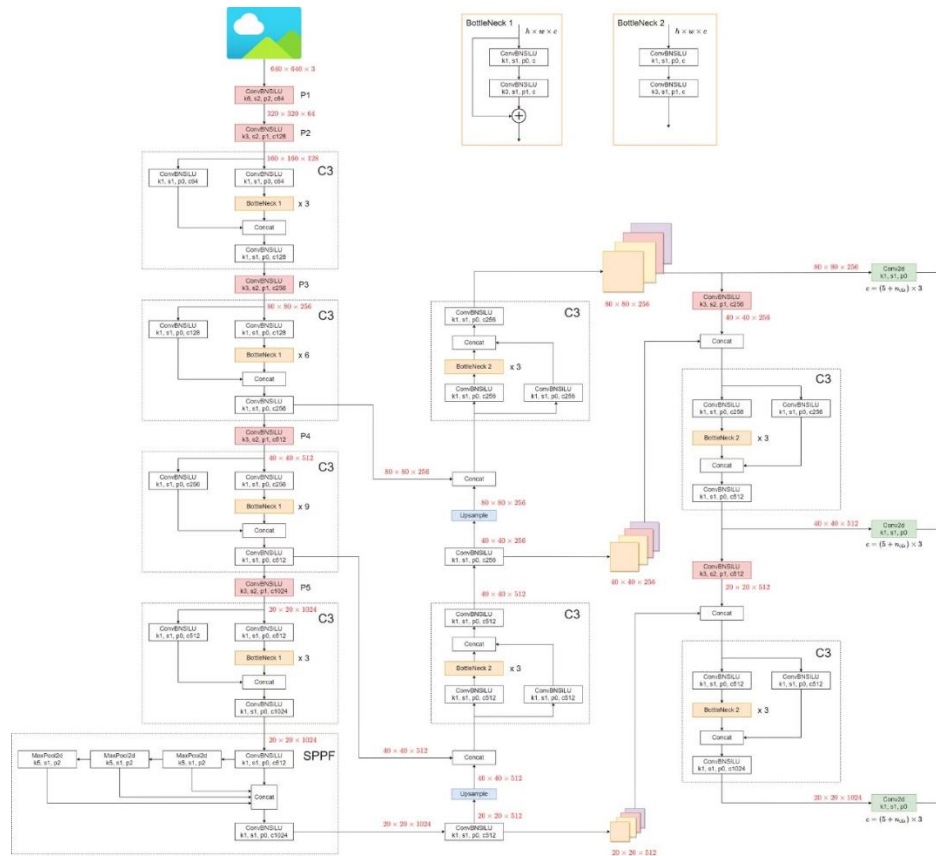 BottleNeck 1
h × w × c
ConvBNSiLU
k1, s1, p0, c
ConvBNSiLU
k3, s1, p1, c
BottleNeck 2
h × w × c
ConvBNSiLU
k1, s1, p0, c
ConvBNSiLU
k3, s1, p1, c
640 × 640 × 3
ConvBNSiLU
k6, s2, p2, c64
P1
320 × 320 × 64
ConvBNSiLU
k3, s2, p1, c128
P2
160 × 160 × 128
C3
ConvBNSiLU
k1, s1, p0, c64
ConvBNSiLU
k1, s1, p0, c64
BottleNeck 1
x 3
Concat
ConvBNSiLU
k1, s1, p0, c128
ConvBNSiLU
k3, s2, p1, c256
P3
80 × 80 × 256
C3
ConvBNSiLU
k1, s1, p0, c128
ConvBNSiLU
k1, s1, p0, c128
BottleNeck 1
x 6
Concat
ConvBNSiLU
k1, s1, p0, c256
ConvBNSiLU
k3, s2, p1, c512
P4
40 × 40 × 512
C3
ConvBNSiLU
k1, s1, p0, c256
ConvBNSiLU
k1, s1, p0, c256
BottleNeck 1
x 9
Concat
ConvBNSiLU
k1, s1, p0, c512
ConvBNSiLU
k3, s2, p1, c1024
P5
20 × 20 × 1024
C3
ConvBNSiLU
k1, s1, p0, c512
ConvBNSiLU
k1, s1, p0, c512
BottleNeck 1
x 3
Concat
ConvBNSiLU
k1, s1, p0, c1024
20 × 20 × 1024
SPPF
MaxPool2d
k5, s1, p2
MaxPool2d
k5, s1, p2
MaxPool2d
k5, s1, p2
ConvBNSiLU
k1, s1, p0, c512
Concat
ConvBNSiLU
k1, s1, p0, c1024
C3
ConvBNSiLU
k1, s1, p0, c256
Concat
BottleNeck 2
x 3
ConvBNSiLU
k1, s1, p0, c256
ConvBNSiLU
k1, s1, p0, c256
80 × 80 × 256
Concat
80 × 80 × 256
Upsample
40 × 40 × 256
ConvBNSiLU
k1, s1, p0, c256
40 × 40 × 512
C3
ConvBNSiLU
k1, s1, p0, c512
Concat
BottleNeck 2
x 3
ConvBNSiLU
k1, s1, p0, c512
ConvBNSiLU
k1, s1, p0, c512
40 × 40 × 512
Concat
40 × 40 × 512
Upsample
20 × 20 × 512
20 × 20 × 1024
ConvBNSiLU
k1, s1, p0, c512
80 × 80 × 256
40 × 40 × 256
20 × 20 × 512
80 × 80 × 256
Conv2d
k1, s1, p0
ConvBNSiLU
k3, s2, p1, c256
40 × 40 × 256
Concat
C3
ConvBNSiLU
k1, s1, p0, c256
ConvBNSiLU
k1, s1, p0, c256
BottleNeck 2
x 3
Concat
ConvBNSiLU
k1, s1, p0, c512
40 × 40 × 512
Conv2d
k1, s1, p0
ConvBNSiLU
k3, s2, p1, c512
20 × 20 × 512
Concat
C3
ConvBNSiLU
k1, s1, p0, c512
ConvBNSiLU
k1, s1, p0, c512
BottleNeck 2
x 3
Concat
ConvBNSiLU
k1, s1, p0, c1024
20 × 20 × 1024
Conv2d
k1, s1, p0